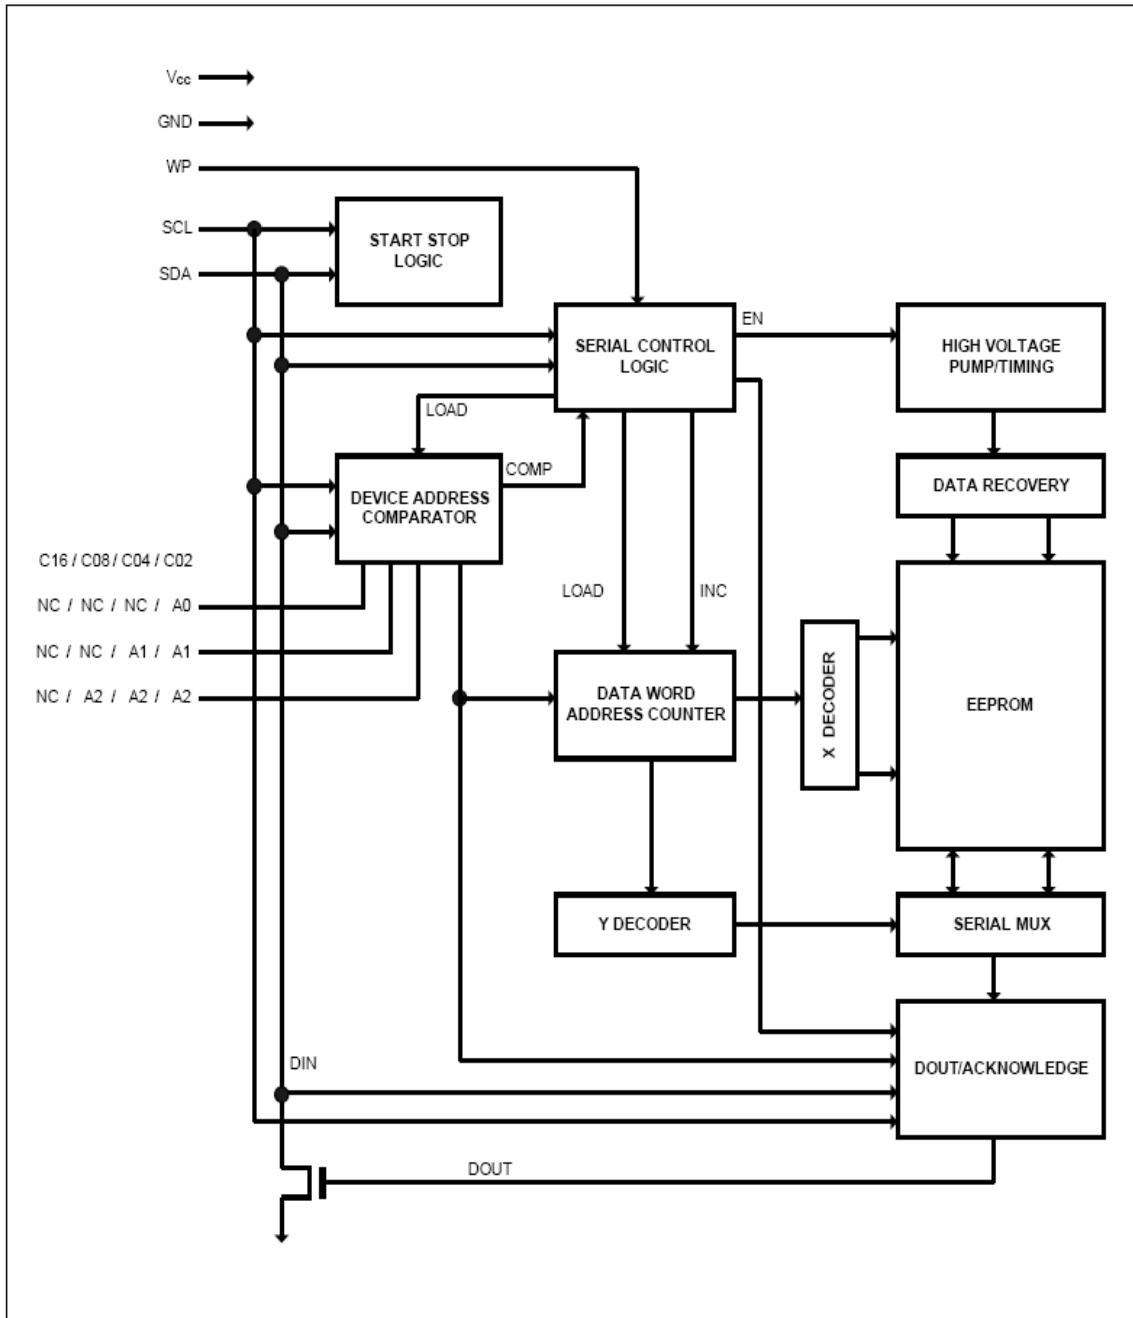 Vcc
GND
WP
SCL
SDA
START STOP
LOGIC
SERIAL CONTROL
LOGIC
EN
HIGH VOLTAGE
PUMP/TIMING
LOAD
COMP
DEVICE ADDRESS
COMPARATOR
DATA RECOVERY
C16 / C08 / C04 / C02
NC / NC / NC / A0
NC / NC / A1 / A1
NC / A2 / A2 / A2
LOAD
INC
DATA WORD
ADDRESS COUNTER
X DECODER
EEPROM
Y DECODER
SERIAL MUX
DIN
DOUT/ACKNOWLEDGE
DOUT